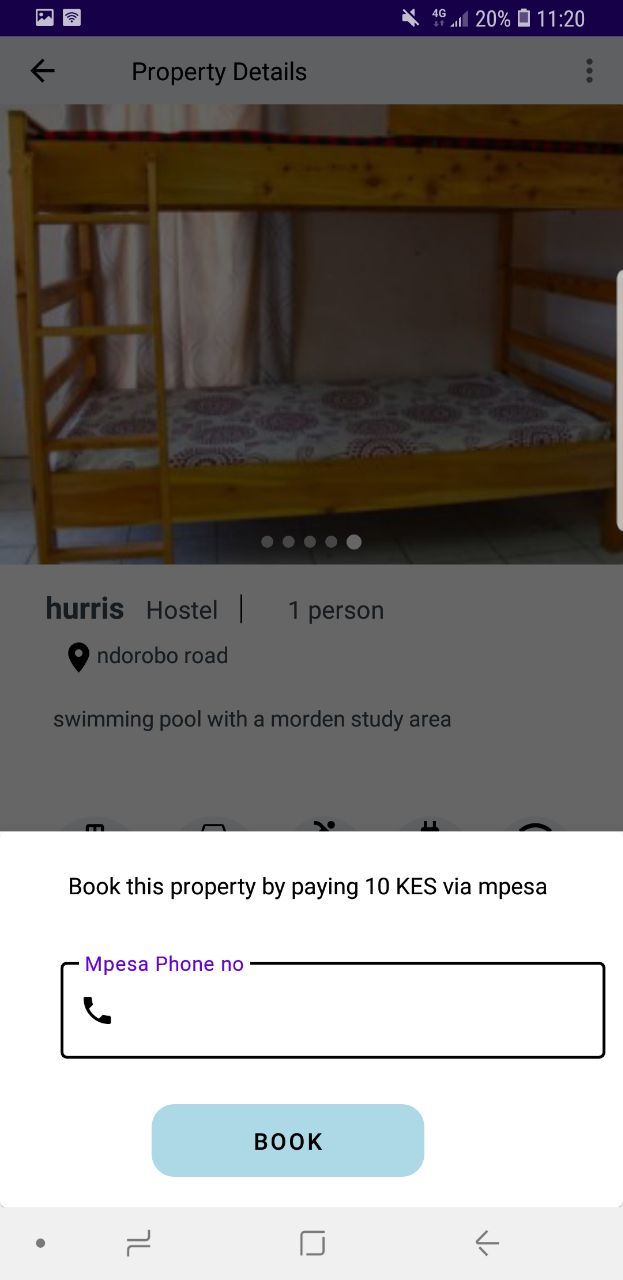 4G 20% 11:20
Property Details
hurris Hostel | 1 person
ndorobo road
swimming pool with a morden study area
Book this property by paying 10 KES via mpesa
Mpesa Phone no
BOOK